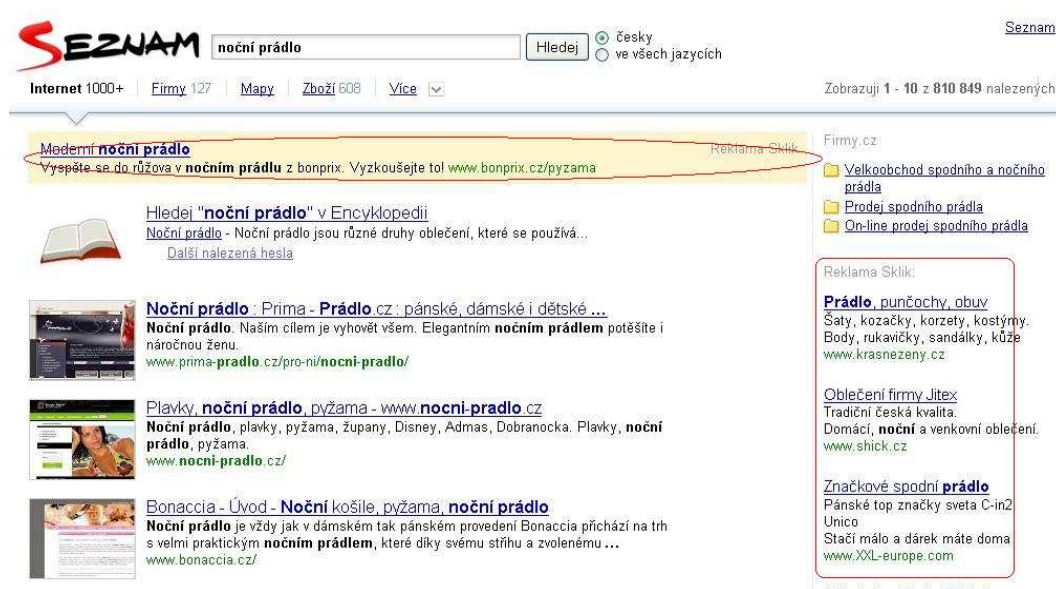 Seznam
SEZNAM
noční prádlo
Hledej
česky
ve všech jazycích
Internet 1000+ Firmy 127 Mapy Zboží 608 Více
Zobrazuji 1 - 10 z 810 849 nalezených
Moderní noční prádlo
Reklama Sklik
Vyspěte se do růžova v nočním prádlu z bonprix. Vyzkoušejte to! www.bonprix.cz/pyzama
Hledej "noční prádlo" v Encyklopedii
Noční prádlo - Noční prádlo jsou různé druhy oblečení, které se používá...
Další nalezená hesla
Noční prádlo : Prima - Prádlo.cz : pánské, dámské i dětské ...
Noční prádlo. Naším cílem je vyhovět všem. Elegantním nočním prádlem potěšíte i
náročnou ženu.
www.prima-pradlo.cz/pro-ni/nocni-pradlo/
Plavky, noční prádlo, pyžama - www.nocni-pradlo.cz
Noční prádlo, plavky, pyžama, župany, Disney, Admas, Dobranocka. Plavky, noční
prádlo, pyžama.
www.nocni-pradlo.cz/
Bonaccia - Úvod - Noční košile, pyžama, noční prádlo
Noční prádlo je vždy jak v dámském tak pánském provedení Bonaccia přichází na trh
s velmi praktickým nočním prádlem, které díky svému střihu a zvolenému ...
www.bonaccia.cz/
Firmy.cz
Velkoobchod spodního a nočního
prádla
Prodej spodního prádla
On-line prodej spodního prádla
Reklama Sklik:
Prádlo, punčochy, obuv
Šaty, kozačky, korzety, kostýmy.
Body, rukavičky, sandálky, kůže
www.krasnezeny.cz
Oblečení firmy Jitex
Tradiční česká kvalita.
Domácí, noční a venkovní oblečení.
www.shick.cz
Značkové spodní prádlo
Pánské top značky sveta C-in2
Unico
Stačí málo a dárek máte doma
www.XXL-europe.com